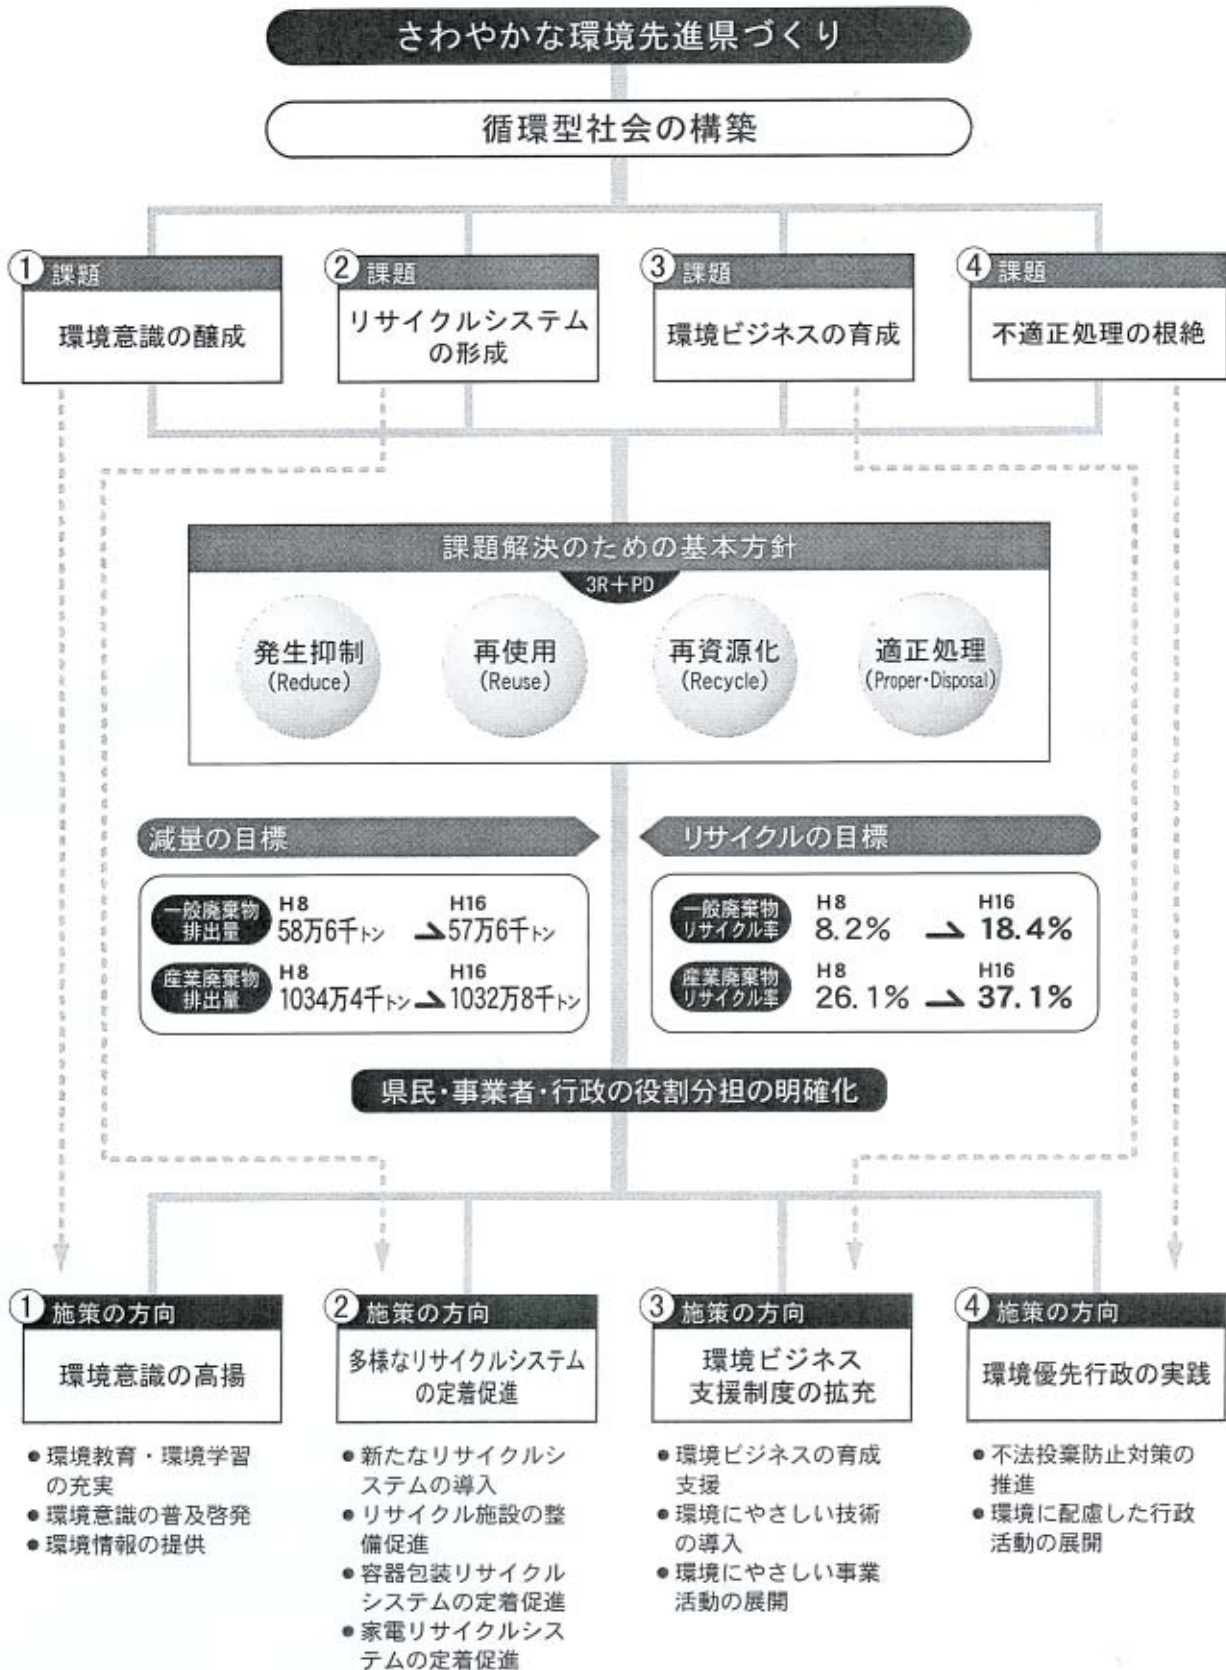 さわやかな環境先進県づくり
循環型社会の構築
① 課題
環境意識の醸成
② 課題
リサイクルシステム
の形成
③ 課題
環境ビジネスの育成
④ 課題
不適正処理の根絶
課題解決のための基本方針
3R＋PD
発生抑制
(Reduce)
再使用
(Reuse)
再資源化
(Recycle)
適正処理
(Proper・Disposal)
減量の目標
一般廃棄物
排出量
H8
58万6千トン
H16
57万6千トン
産業廃棄物
排出量
H8
1034万4千トン
H16
1032万8千トン
リサイクルの目標
一般廃棄物
リサイクル率
H8
8.2%
H16
18.4%
産業廃棄物
リサイクル率
H8
26.1%
H16
37.1%
県民・事業者・行政の役割分担の明確化
① 施策の方向
環境意識の高揚
● 環境教育・環境学習
の充実
● 環境意識の普及啓発
● 環境情報の提供
② 施策の方向
多様なリサイクルシステム
の定着促進
● 新たなリサイクルシ
ステムの導入
● リサイクル施設の整
備促進
● 容器包装リサイクル
システムの定着促進
● 家電リサイクルシス
テムの定着促進
③ 施策の方向
環境ビジネス
支援制度の拡充
● 環境ビジネスの育成
支援
● 環境にやさしい技術
の導入
● 環境にやさしい事業
活動の展開
④ 施策の方向
環境優先行政の実践
● 不法投棄防止対策の
推進
● 環境に配慮した行政
活動の展開